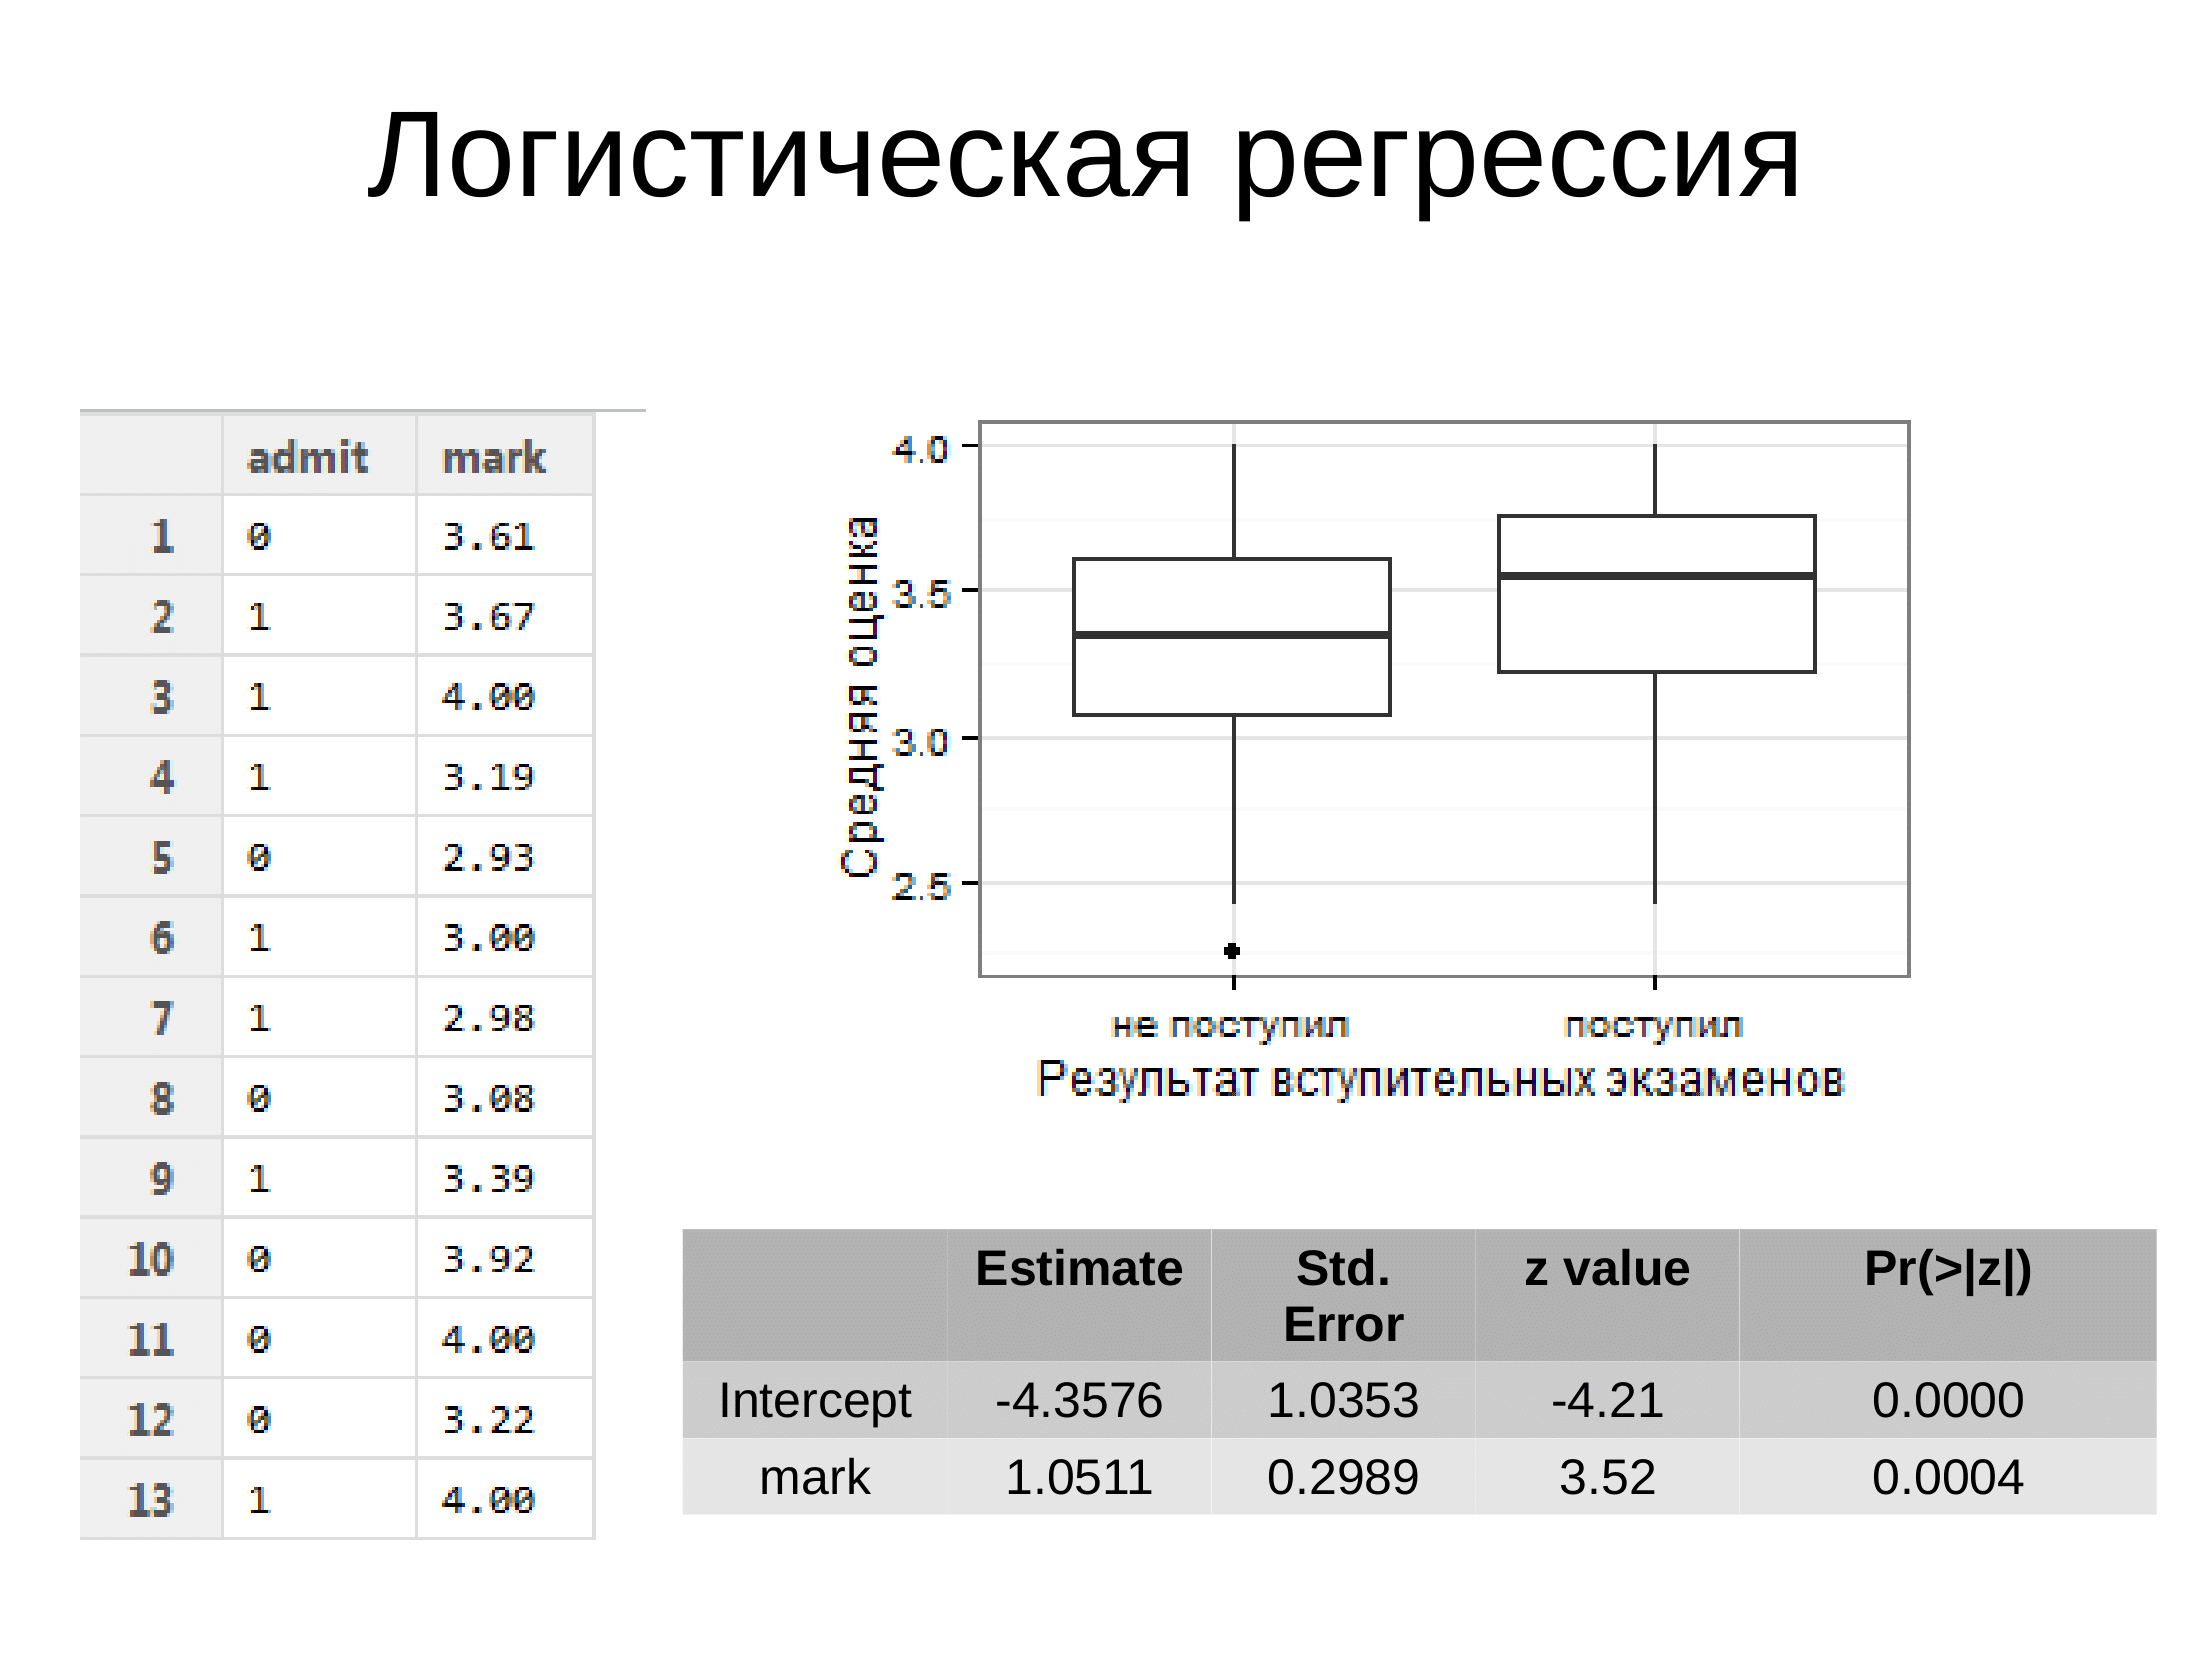 Логистическая регрессия
admit mark
1 0 3.61
2 1 3.67
3 1 4.00
4 1 3.19
5 0 2.93
6 1 3.00
7 1 2.98
8 0 3.08
9 1 3.39
10 0 3.92
11 0 4.00
12 0 3.22
13 1 4.00
Средняя оценка
4.0
3.5
3.0
2.5
не поступил поступил
Результат вступительных экзаменов
Estimate Std. Error z value Pr(>|z|)
Intercept -4.3576 1.0353 -4.21 0.0000
mark 1.0511 0.2989 3.52 0.0004